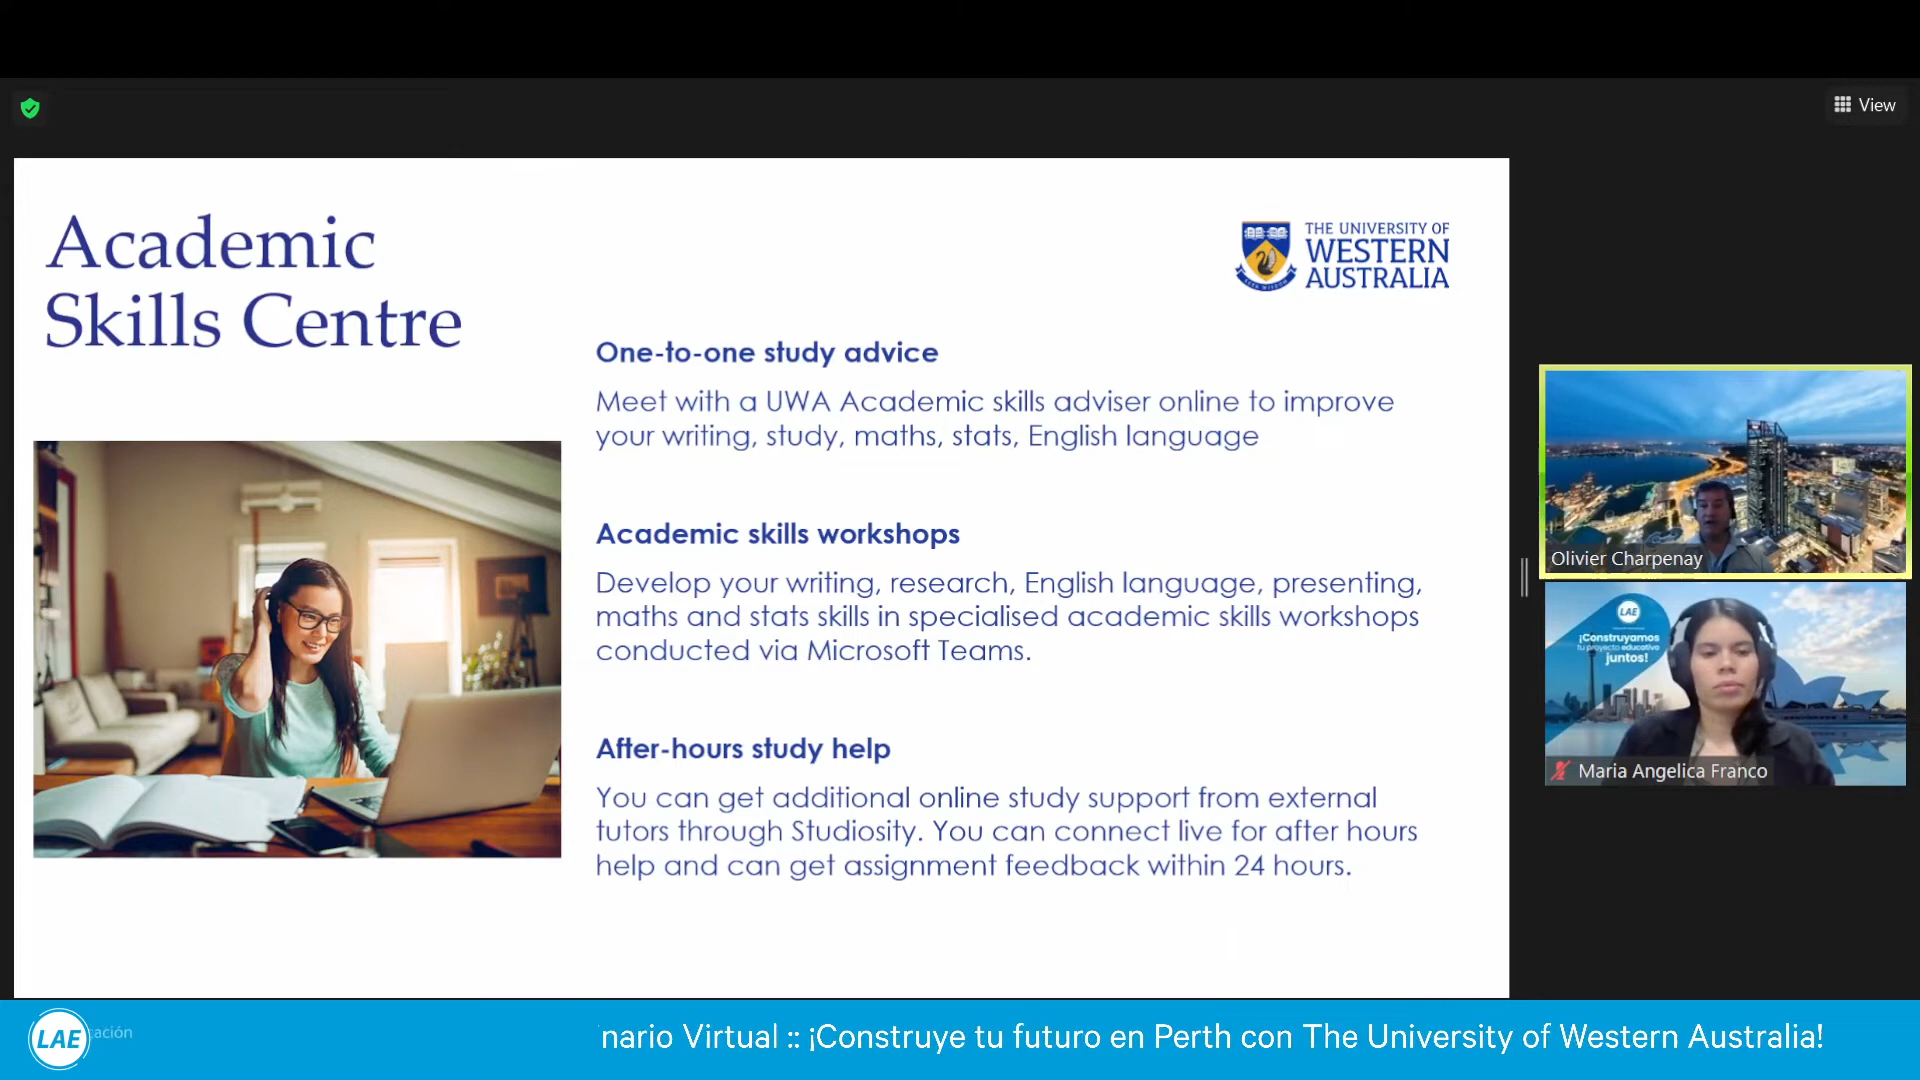 View
Academic
Skills Centre
THE UNIVERSITY OF
WESTERN
AUSTRALIA
One-to-one study advice
Meet with a UWA Academic skills adviser online to improve
your writing, study, maths, stats, English language
Academic skills workshops
Develop your writing, research, English language, presenting,
maths and stats skills in specialised academic skills workshops
conducted via Microsoft Teams.
After-hours study help
You can get additional online study support from external
tutors through Studiosity. You can connect live for after hours
help and can get assignment feedback within 24 hours.
Olivier Charpenay
LAE
¡Construyamos
tu proyecto educativo
juntos!
Maria Angelica Franco
LAE
nario Virtual :: ¡Construye tu futuro en Perth con The University of Western Australia!